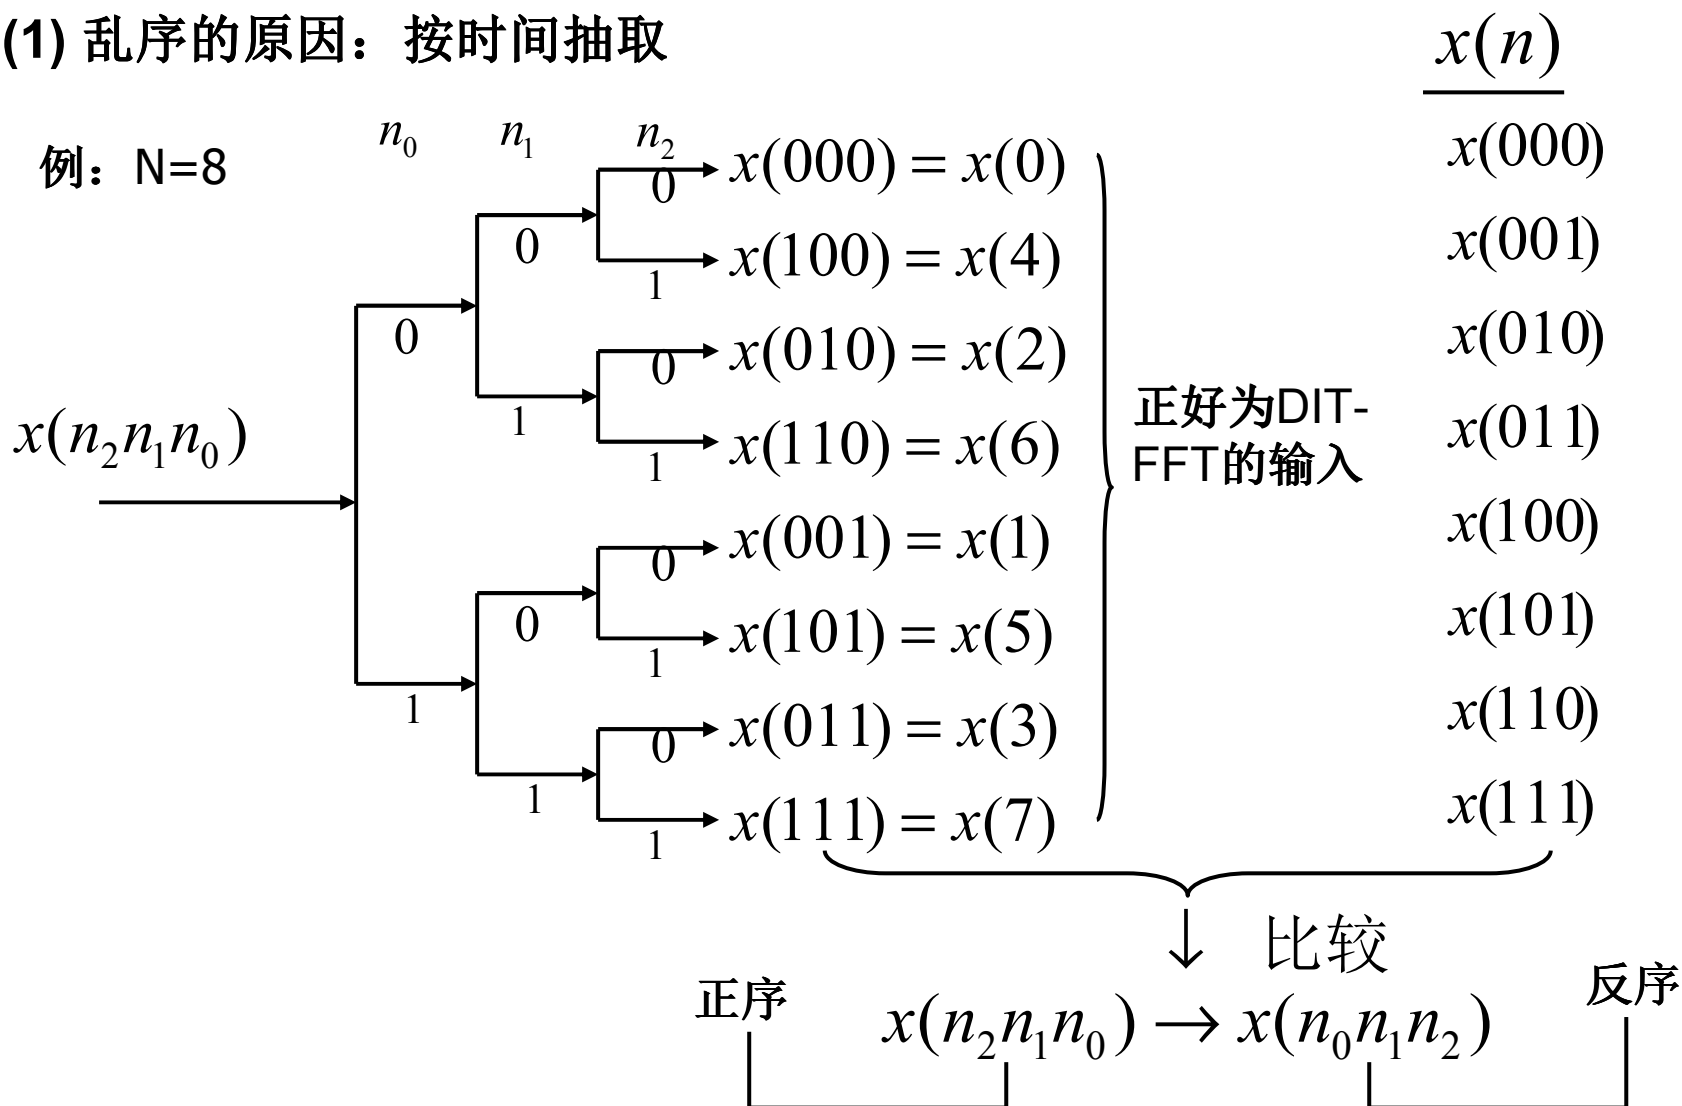 (1) 乱序的原因：按时间抽取
x(n)
例：N=8
n₀ n₁ n₂
0 x(000) = x(0)
x(000)
0
1 x(100) = x(4)
x(001)
0
0 x(010) = x(2)
x(010)
1
1 x(110) = x(6)
x(011)
x(n₂n₁n₀)
正好为DIT-
FFT的输入
0 x(001) = x(1)
x(100)
0
1 x(101) = x(5)
x(101)
1
0 x(011) = x(3)
x(110)
1
1 x(111) = x(7)
x(111)
↓ 比较
正序
反序
x(n₂n₁n₀) → x(n₀n₁n₂)